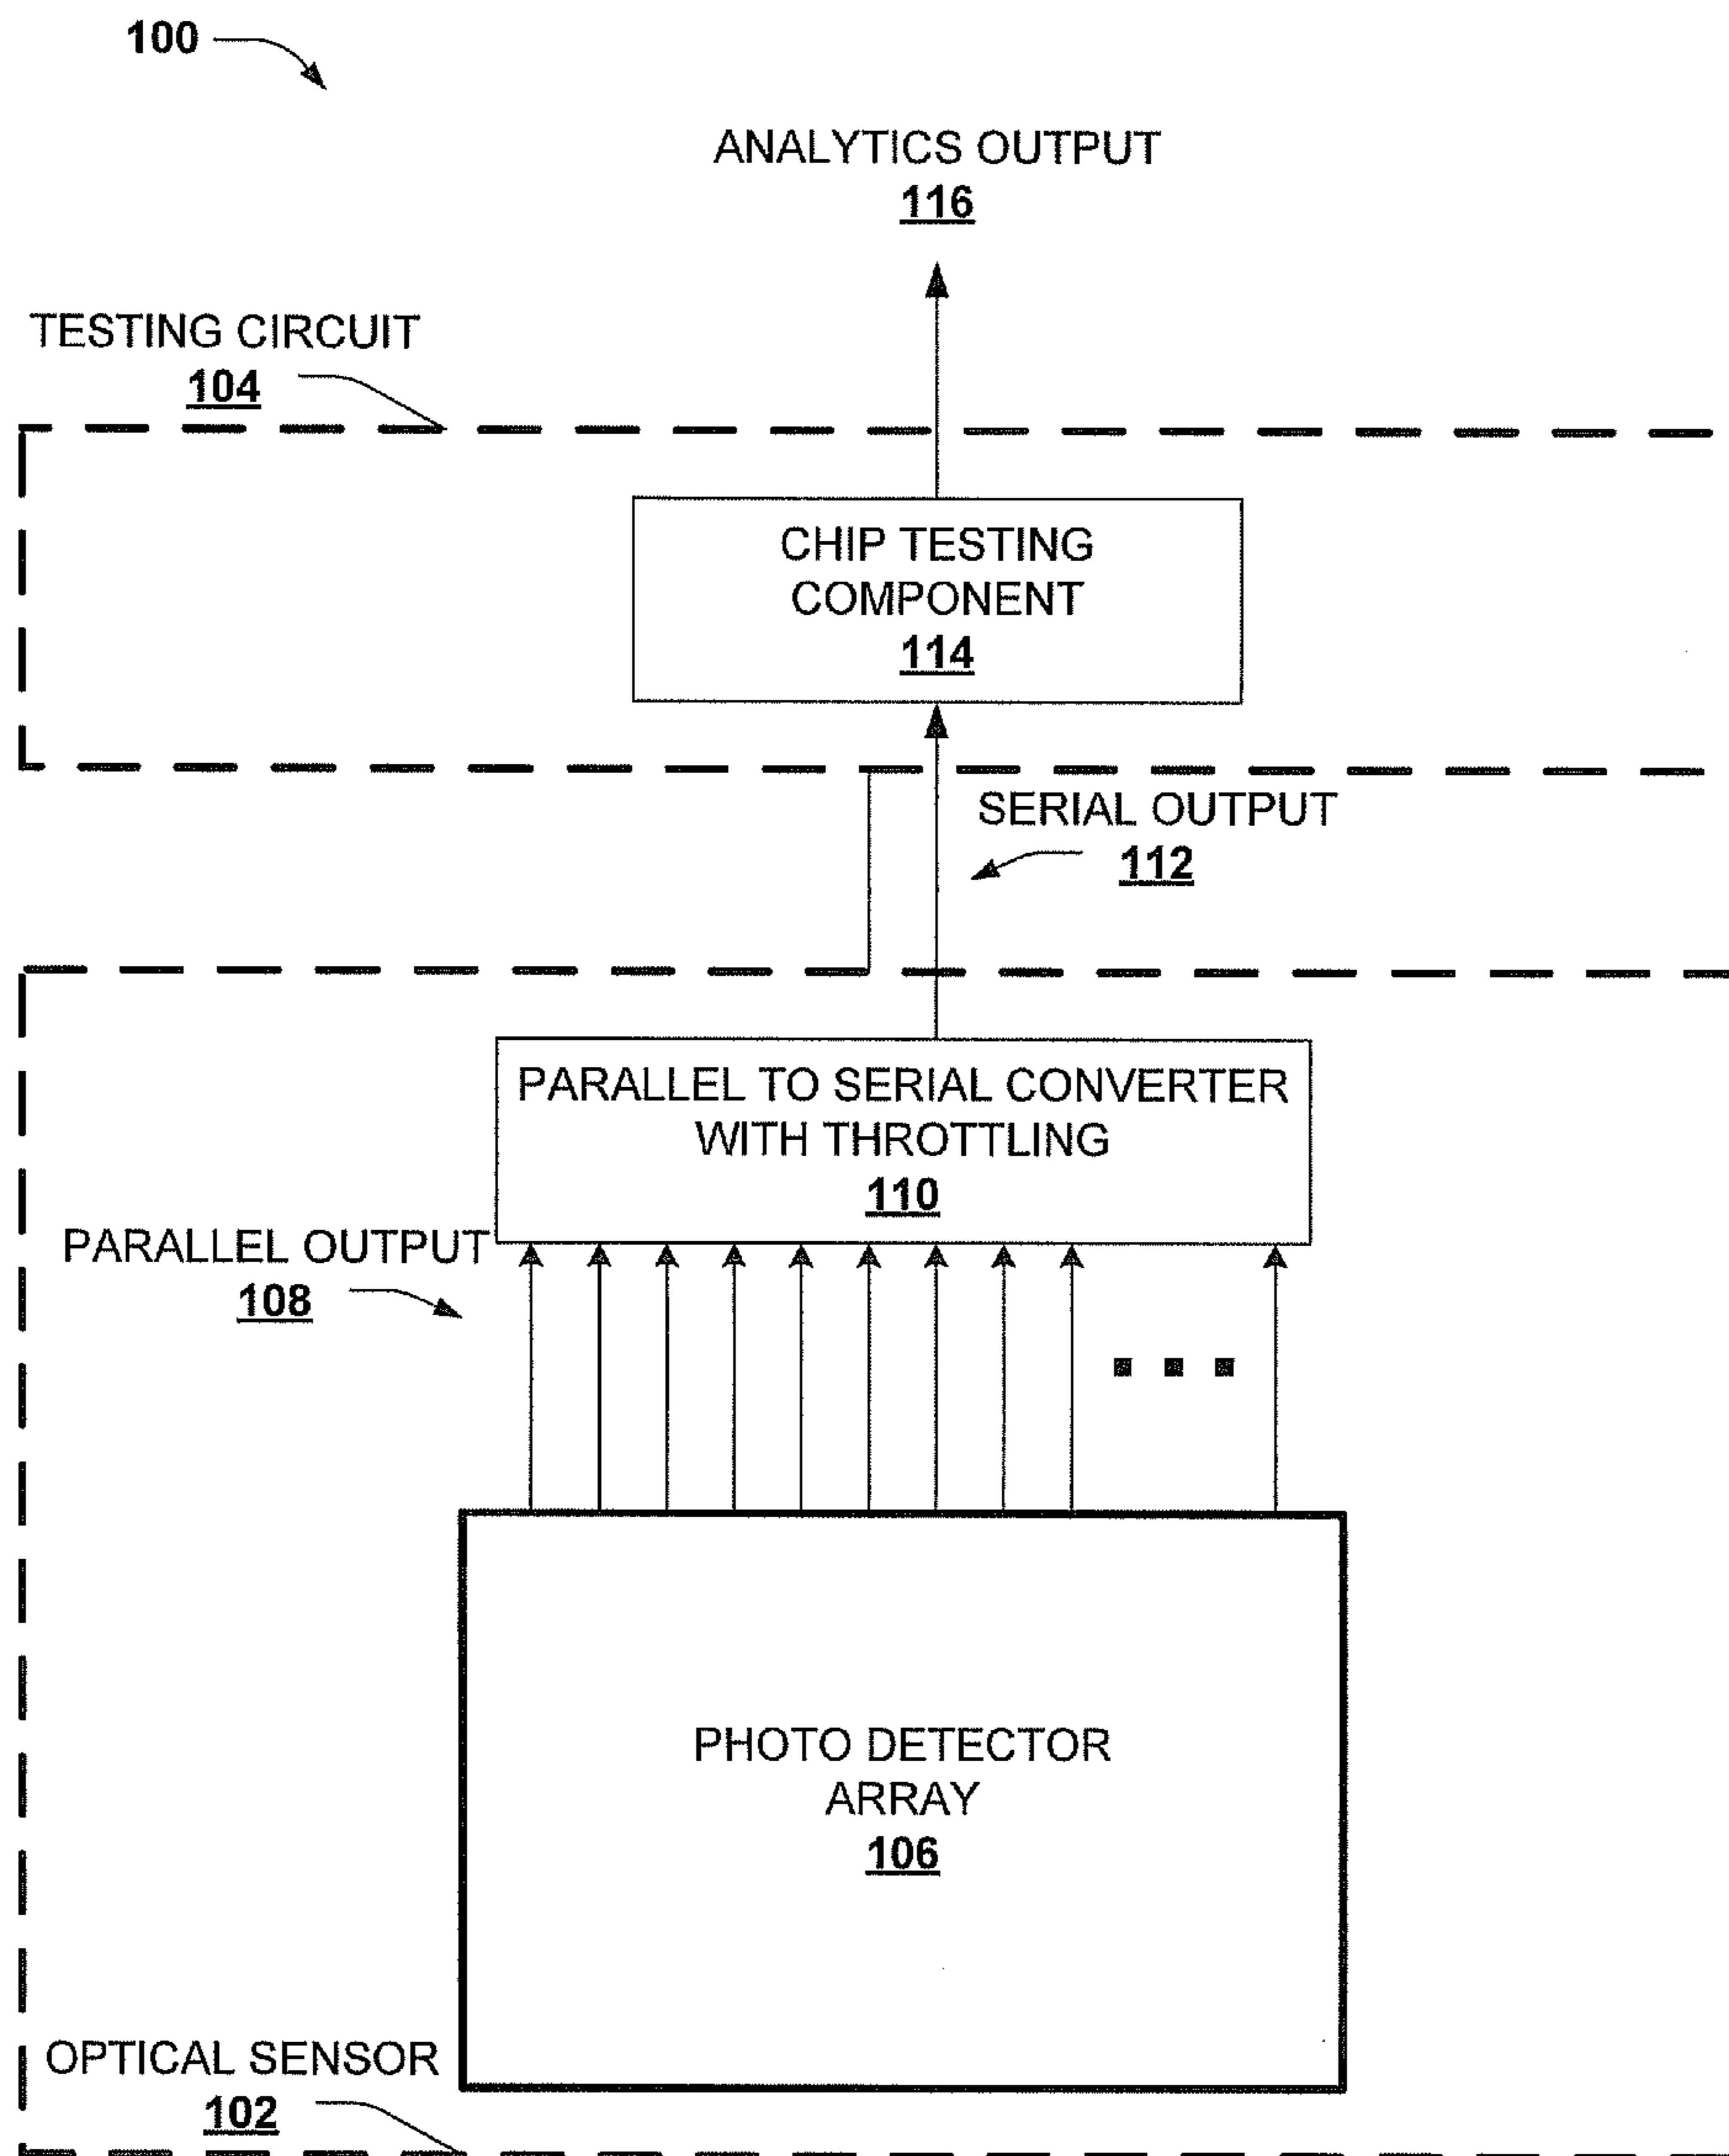 100
ANALYTICS OUTPUT
116
TESTING CIRCUIT
104
CHIP TESTING
COMPONENT
114
SERIAL OUTPUT
112
PARALLEL TO SERIAL CONVERTER
WITH THROTTLING
110
PARALLEL OUTPUT
108
PHOTO DETECTOR
ARRAY
106
OPTICAL SENSOR
102